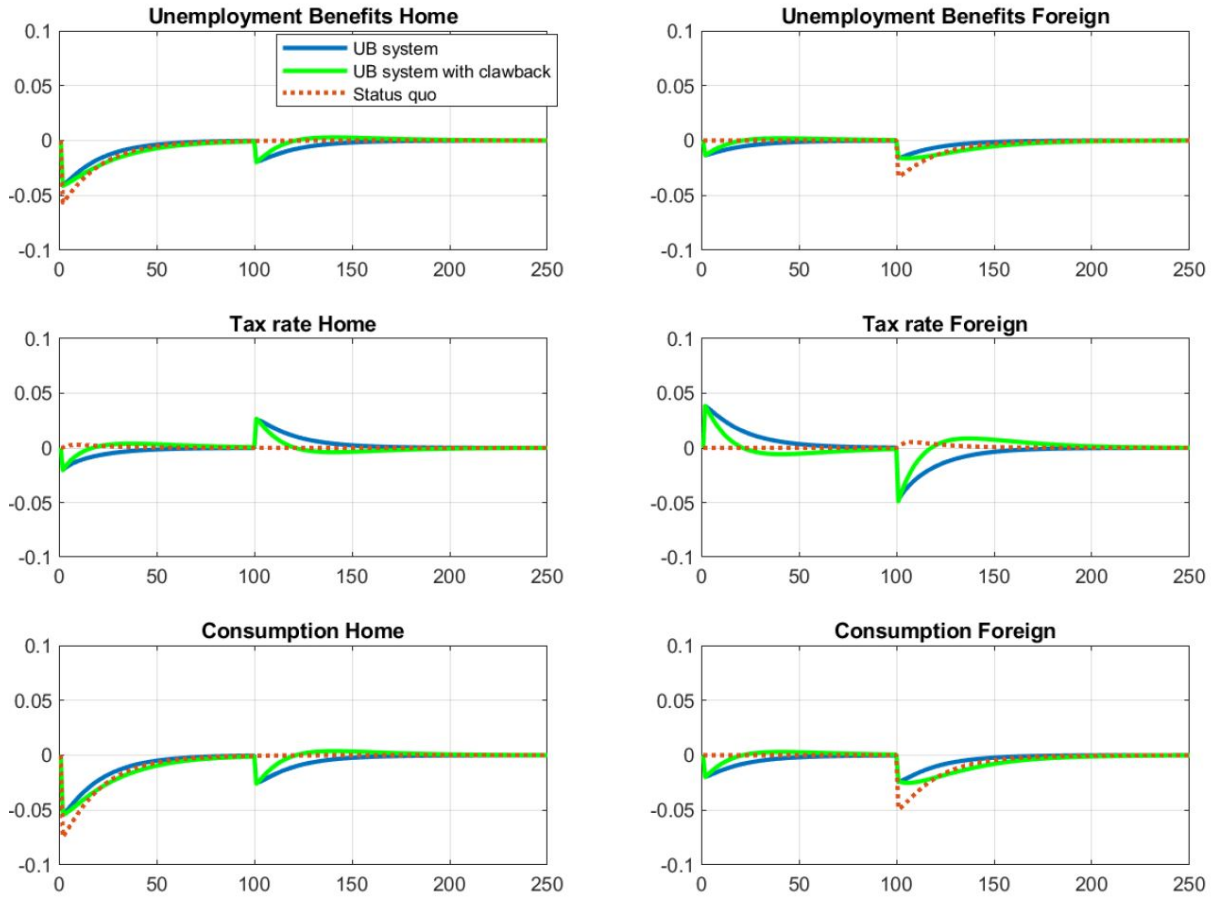 Unemployment Benefits Home
0.1
0.05
0
-0.05
-0.1
0 50 100 150 200 250
UB system
UB system with clawback
Status quo
Unemployment Benefits Foreign
0.1
0.05
0
-0.05
-0.1
0 50 100 150 200 250
Tax rate Home
0.1
0.05
0
-0.05
-0.1
0 50 100 150 200 250
Tax rate Foreign
0.1
0.05
0
-0.05
-0.1
0 50 100 150 200 250
Consumption Home
0.1
0.05
0
-0.05
-0.1
0 50 100 150 200 250
Consumption Foreign
0.1
0.05
0
-0.05
-0.1
0 50 100 150 200 250